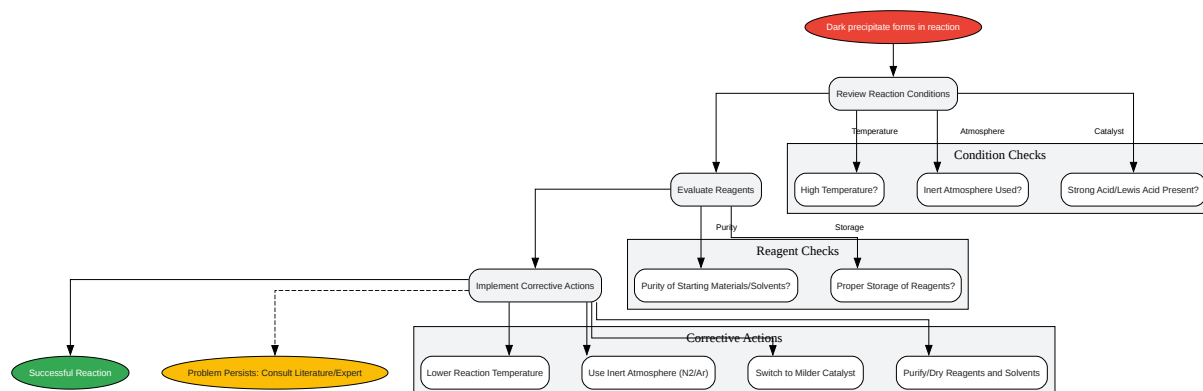 Dark precipitate forms in reaction
Review Reaction Conditions
Temperature
Atmosphere
Catalyst
Condition Checks
Evaluate Reagents
High Temperature?
Inert Atmosphere Used?
Strong Acid/Lewis Acid Present?
Purity
Storage
Reagent Checks
Implement Corrective Actions
Purity of Starting Materials/Solvents?
Proper Storage of Reagents?
Corrective Actions
Successful Reaction
Problem Persists: Consult Literature/Expert
Lower Reaction Temperature
Use Inert Atmosphere (N2/Ar)
Switch to Milder Catalyst
Purify/Dry Reagents and Solvents